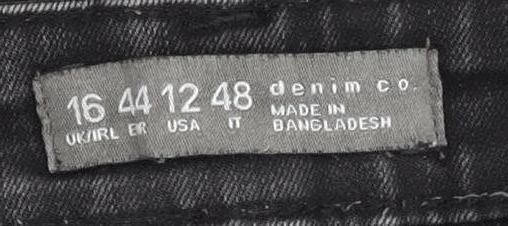 16 44 12 48 denim co.
UK/IRL ER USA IT MADE IN
BANGLADESH